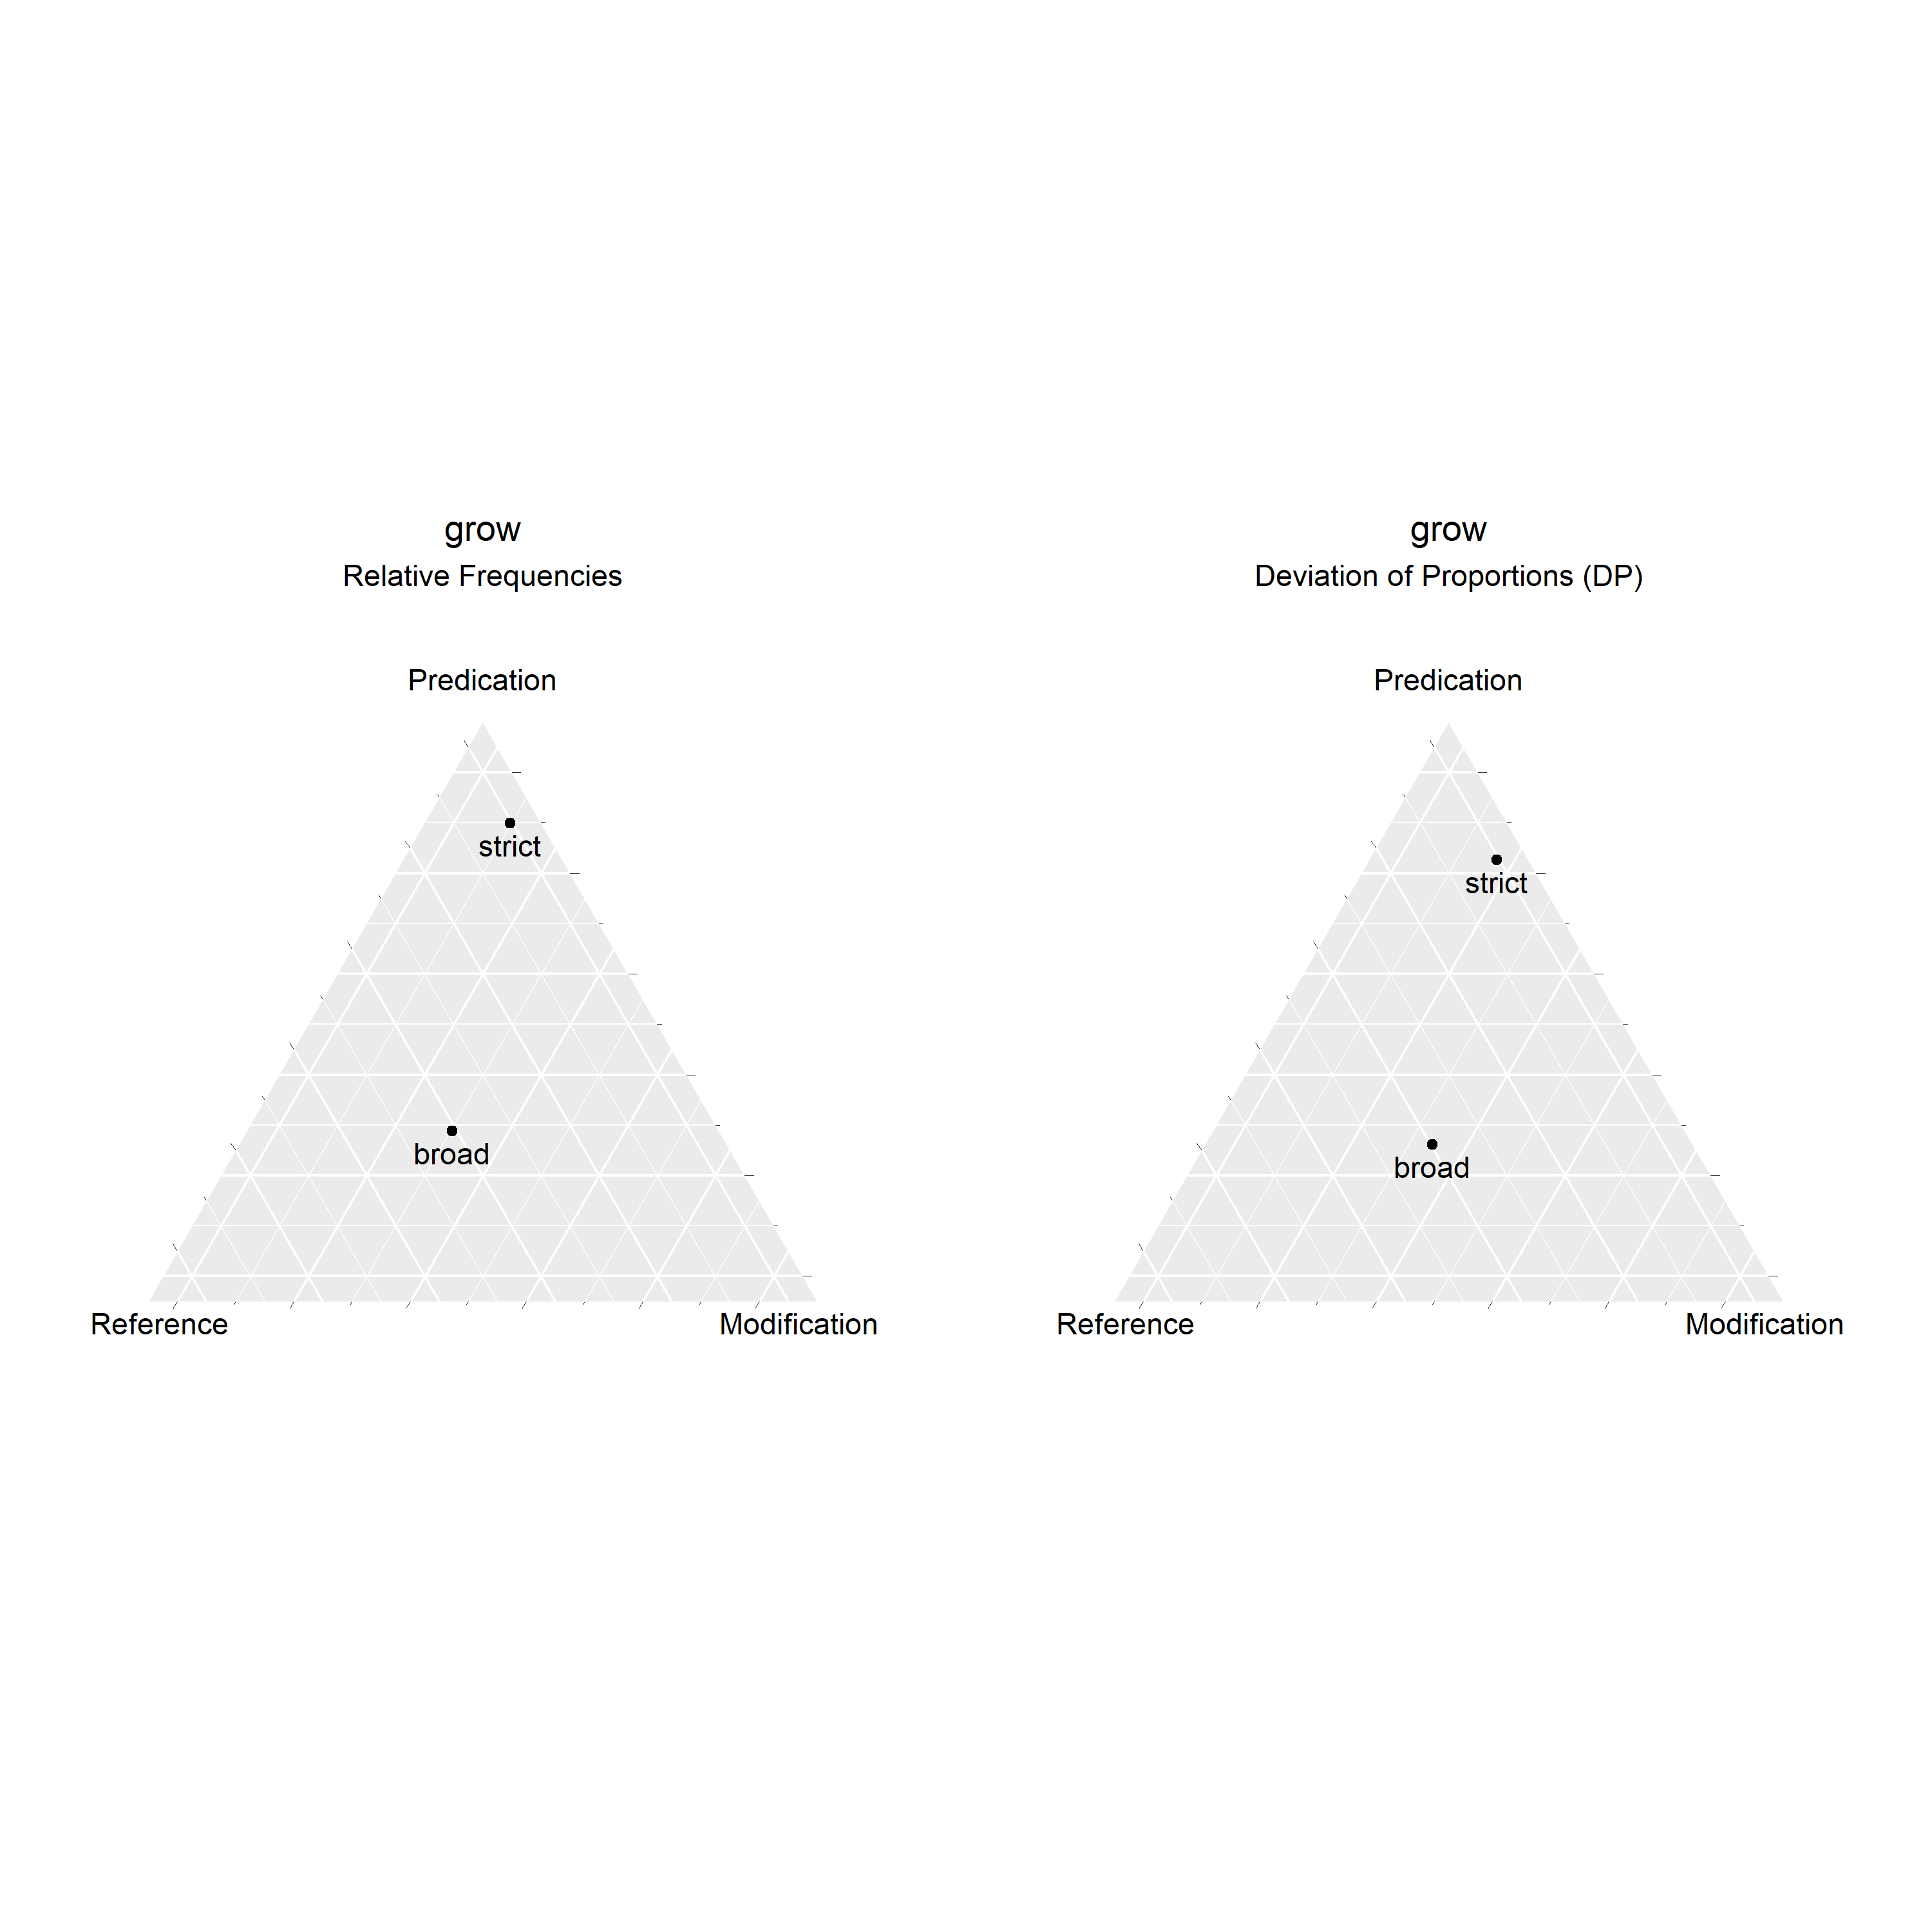 grow
Relative Frequencies
Predication
strict
broad
Reference
Modification
grow
Deviation of Proportions (DP)
Predication
strict
broad
Reference
Modification